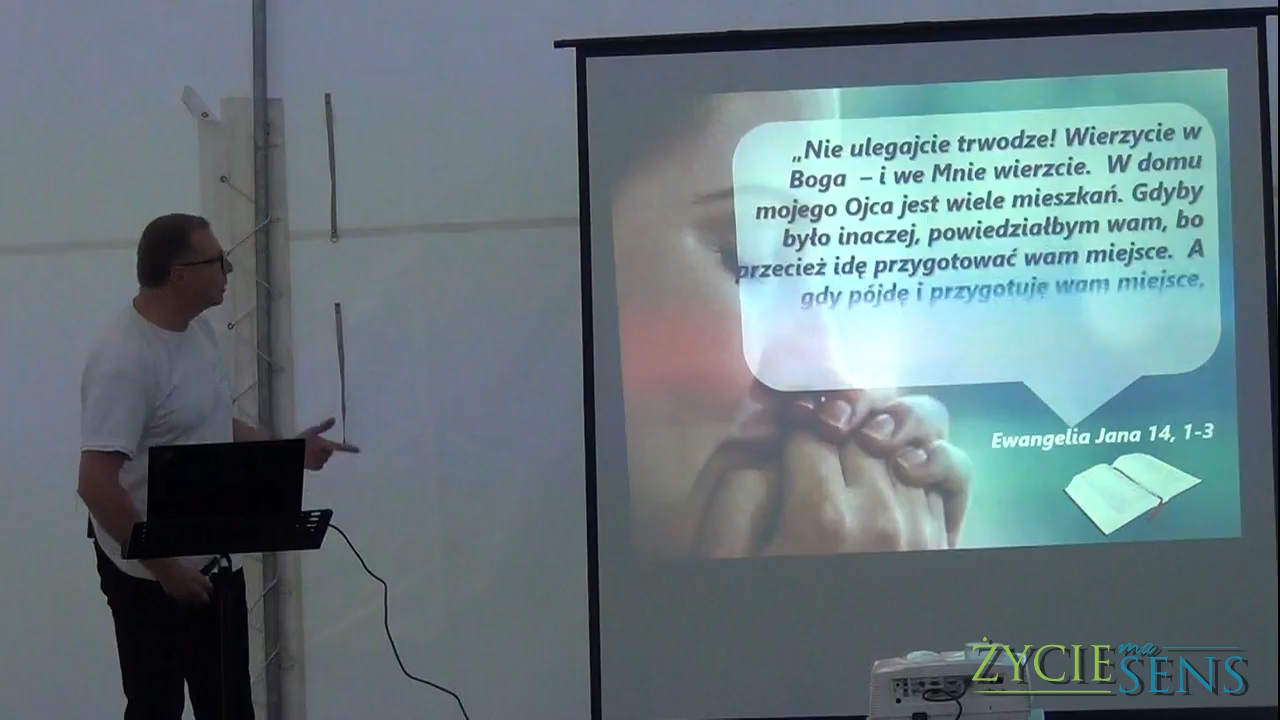 „Nie ulegajcie trwodze! Wierzycie w
Boga – i we Mnie wierzcie. W domu
mojego Ojca jest wiele mieszkań. Gdyby
było inaczej, powiedziałbym wam, bo
przecież idę przygotować wam miejsce. A
gdy pójdę i przygotuję wam miejsce,
Ewangelia Jana 14, 1-3
ŻYCIE ma
SENS